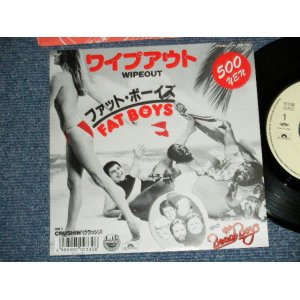 ワイプアウト
WIPEOUT
500
YEN
ファット・ボーイズ
FAT BOYS
and
The
Beach Boys
CRUSHIN'(クラッシン)
1